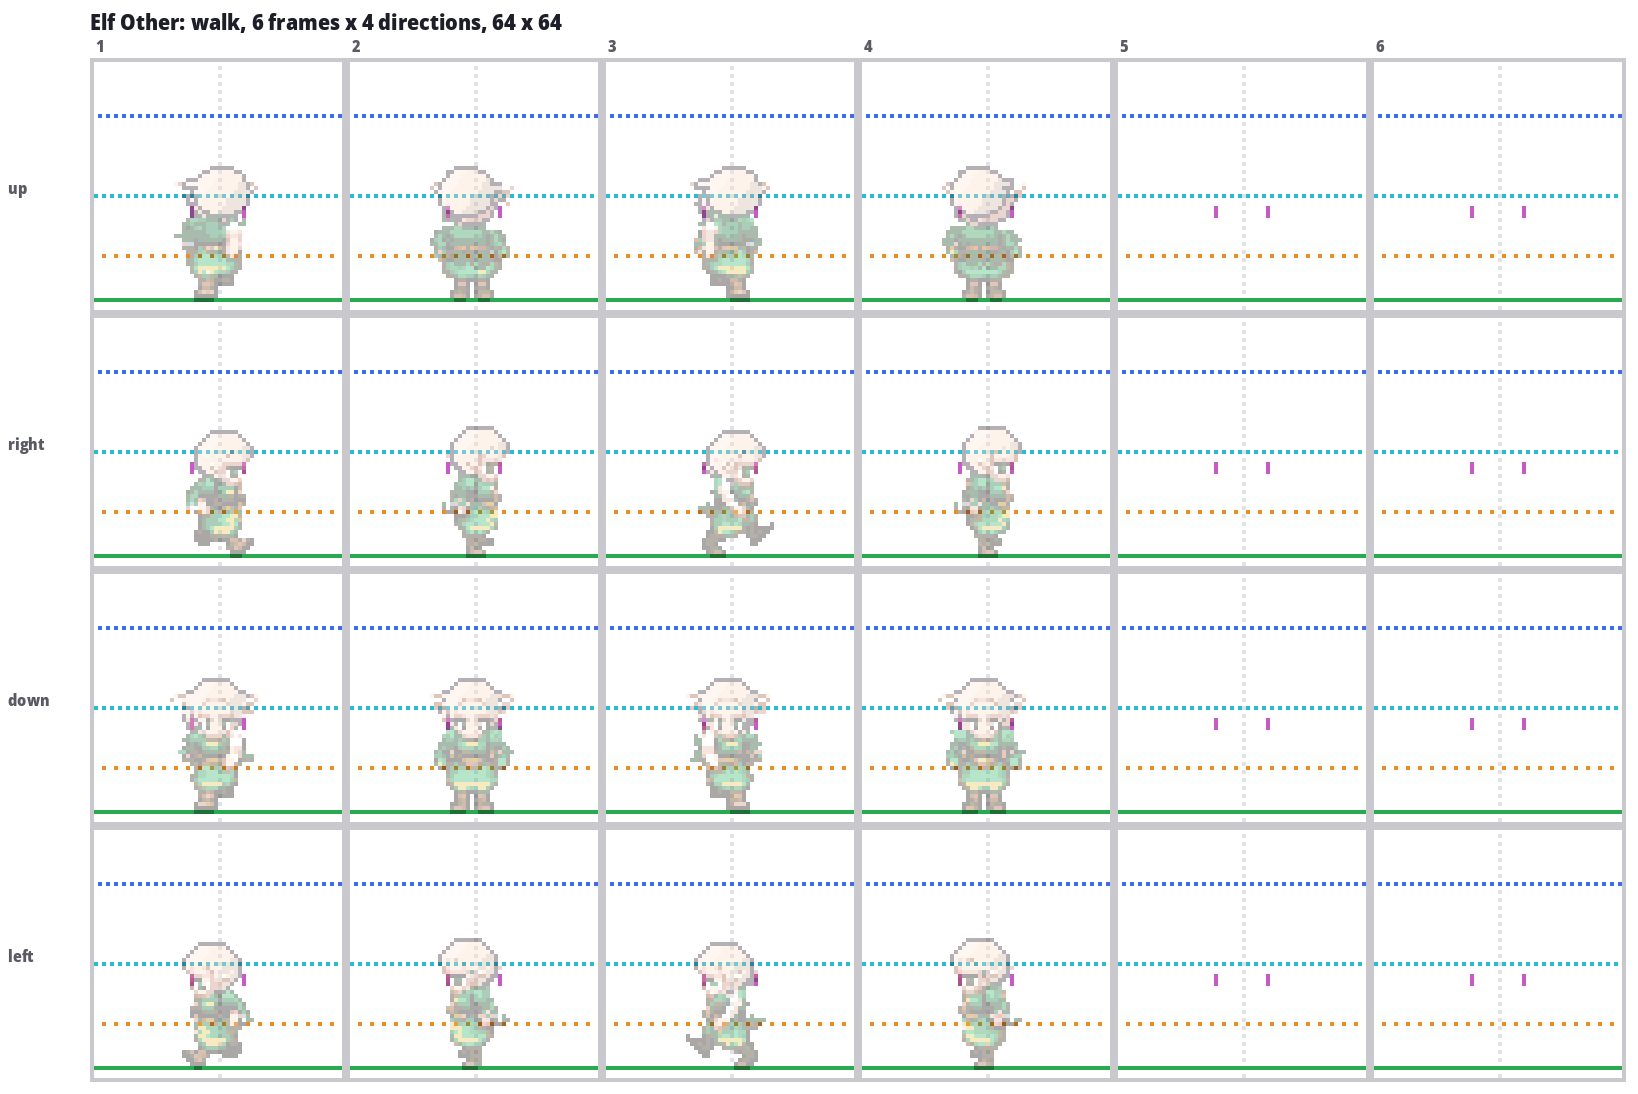 Elf Other: walk, 6 frames x 4 directions, 64 x 64
1 2 3 4 5 6
up
right
down
left